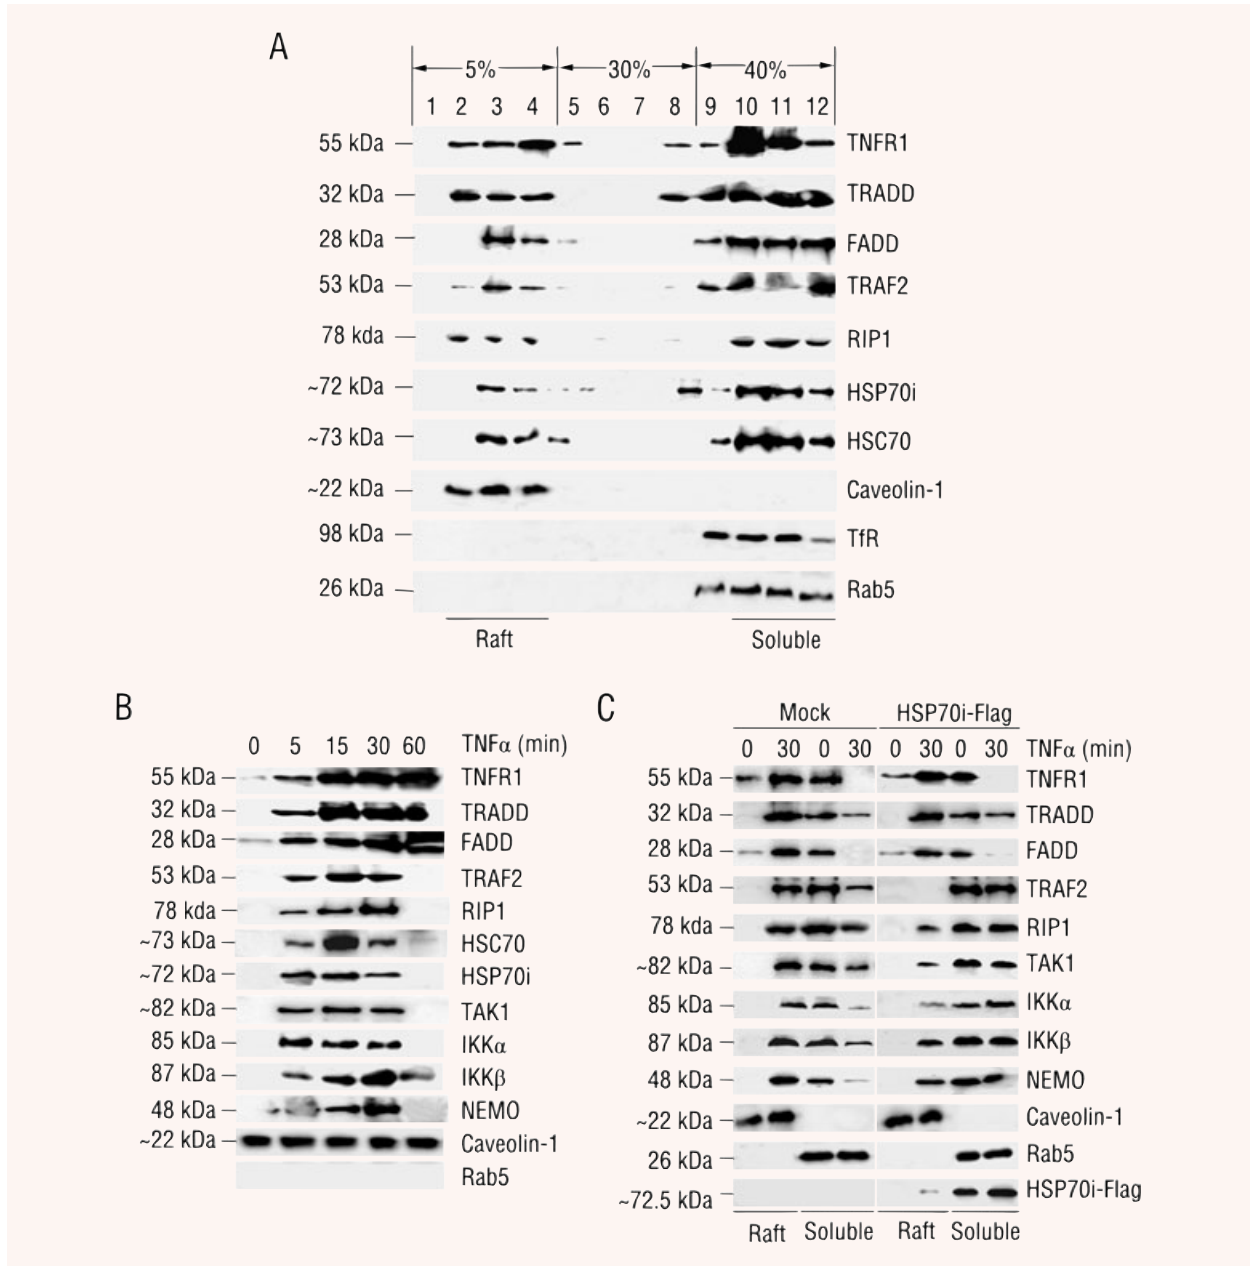 A
5% 30% 40%
1 2 3 4 5 6 7 8 9 10 11 12
55 kDa TNFR1
32 kDa TRADD
28 kDa FADD
53 kDa TRAF2
78 kda RIP1
~72 kDa HSP70i
~73 kDa HSC70
~22 kDa Caveolin-1
98 kDa TfR
26 kDa Rab5
Raft Soluble
B
0 5 15 30 60 TNFα (min)
55 kDa TNFR1
32 kDa TRADD
28 kDa FADD
53 kDa TRAF2
78 kda RIP1
~73 kDa HSC70
~72 kDa HSP70i
~82 kDa TAK1
85 kDa IKKα
87 kDa IKKβ
48 kDa NEMO
~22 kDa Caveolin-1
Rab5
C
Mock HSP70i-Flag
0 30 0 30 0 30 0 30 TNFα (min)
55 kDa TNFR1
32 kDa TRADD
28 kDa FADD
53 kDa TRAF2
78 kda RIP1
~82 kDa TAK1
85 kDa IKKα
87 kDa IKKβ
48 kDa NEMO
~22 kDa Caveolin-1
26 kDa Rab5
~72.5 kDa HSP70i-Flag
Raft Soluble Raft Soluble